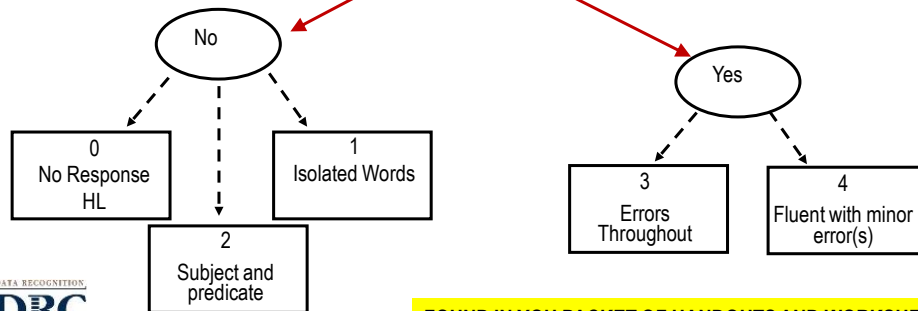 No
Yes
0
No Response
HL
1
Isolated Words
2
Subject and
predicate
3
Errors
Throughout
4
Fluent with minor
error(s)
DATA RECOGNITION
DRC